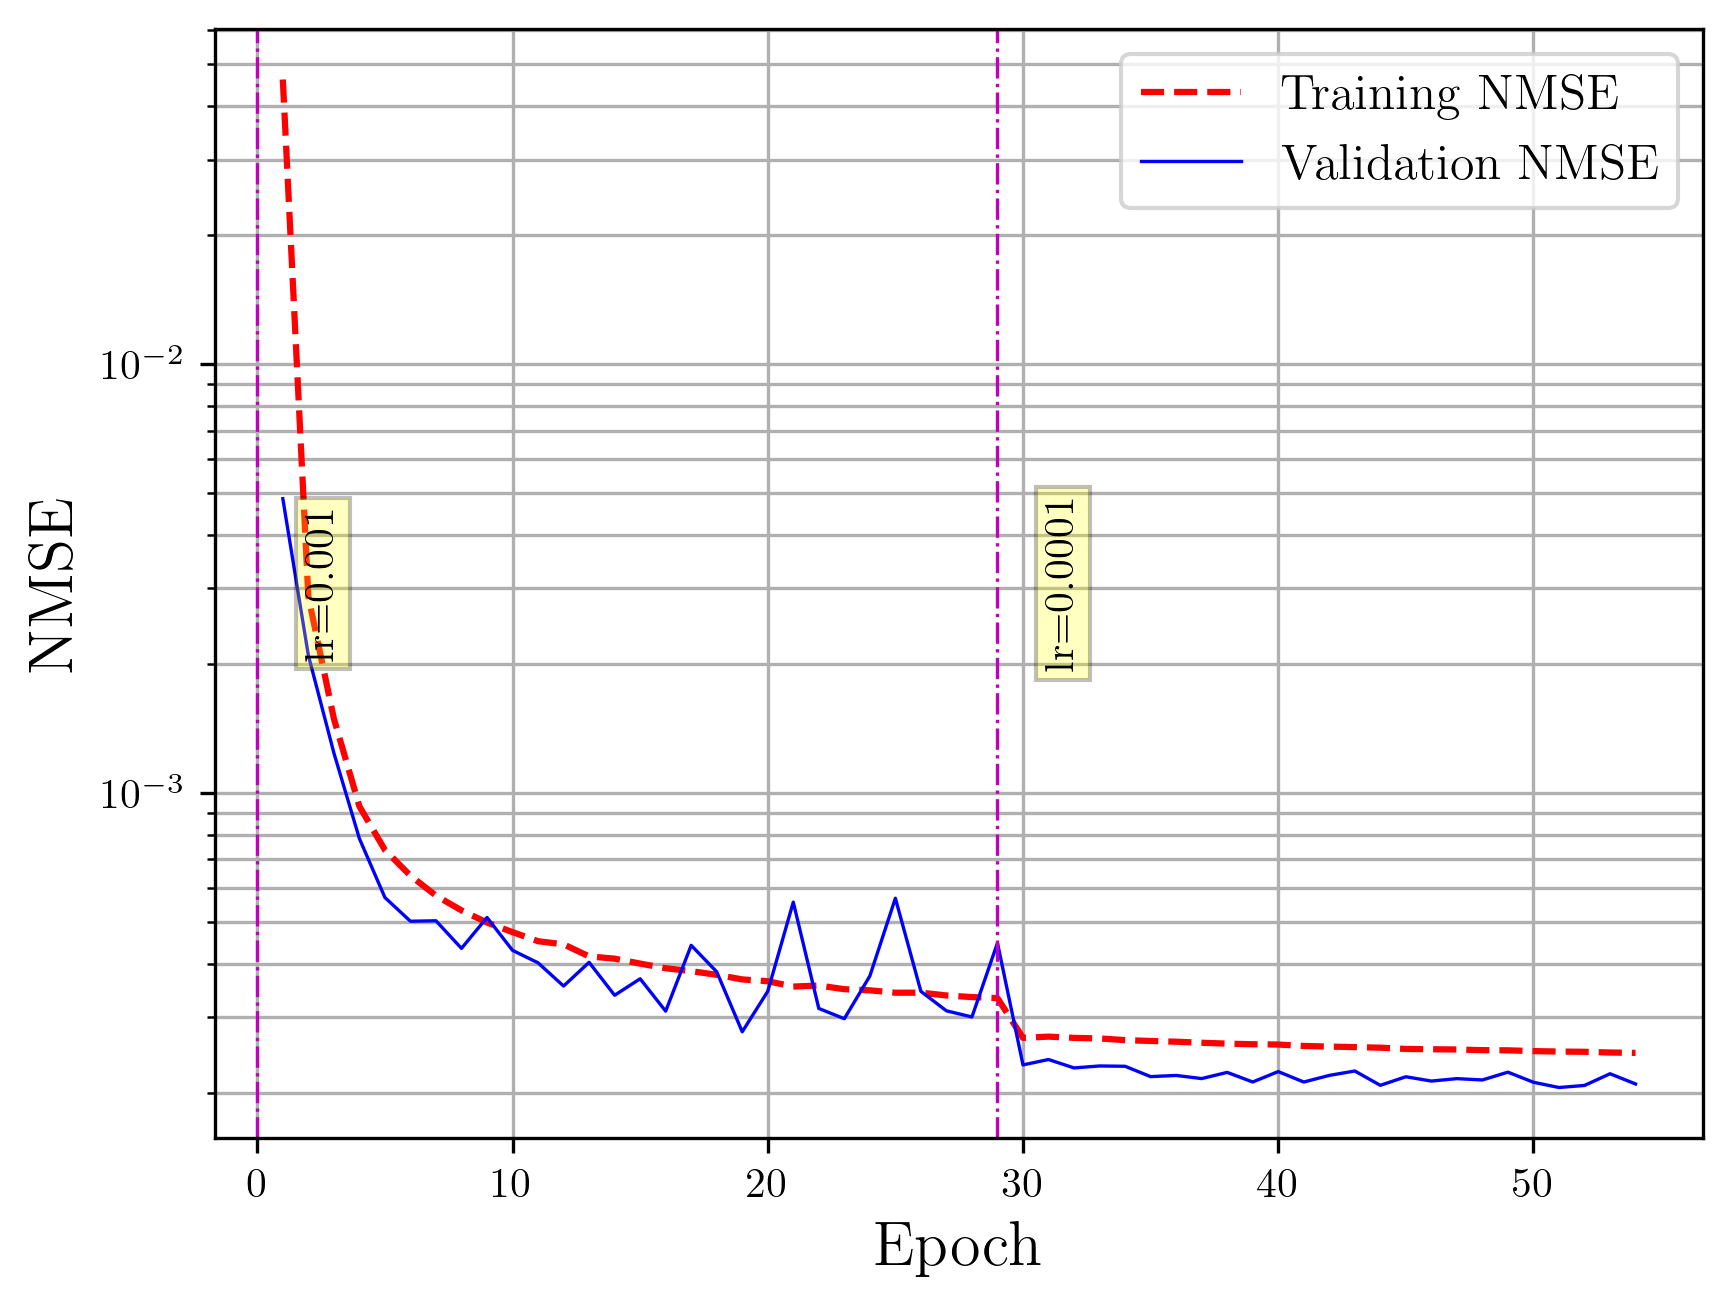 Training NMSE
Validation NMSE
10⁻²
10⁻³
NMSE
lr=0.001
lr=0.0001
0 10 20 30 40 50
Epoch